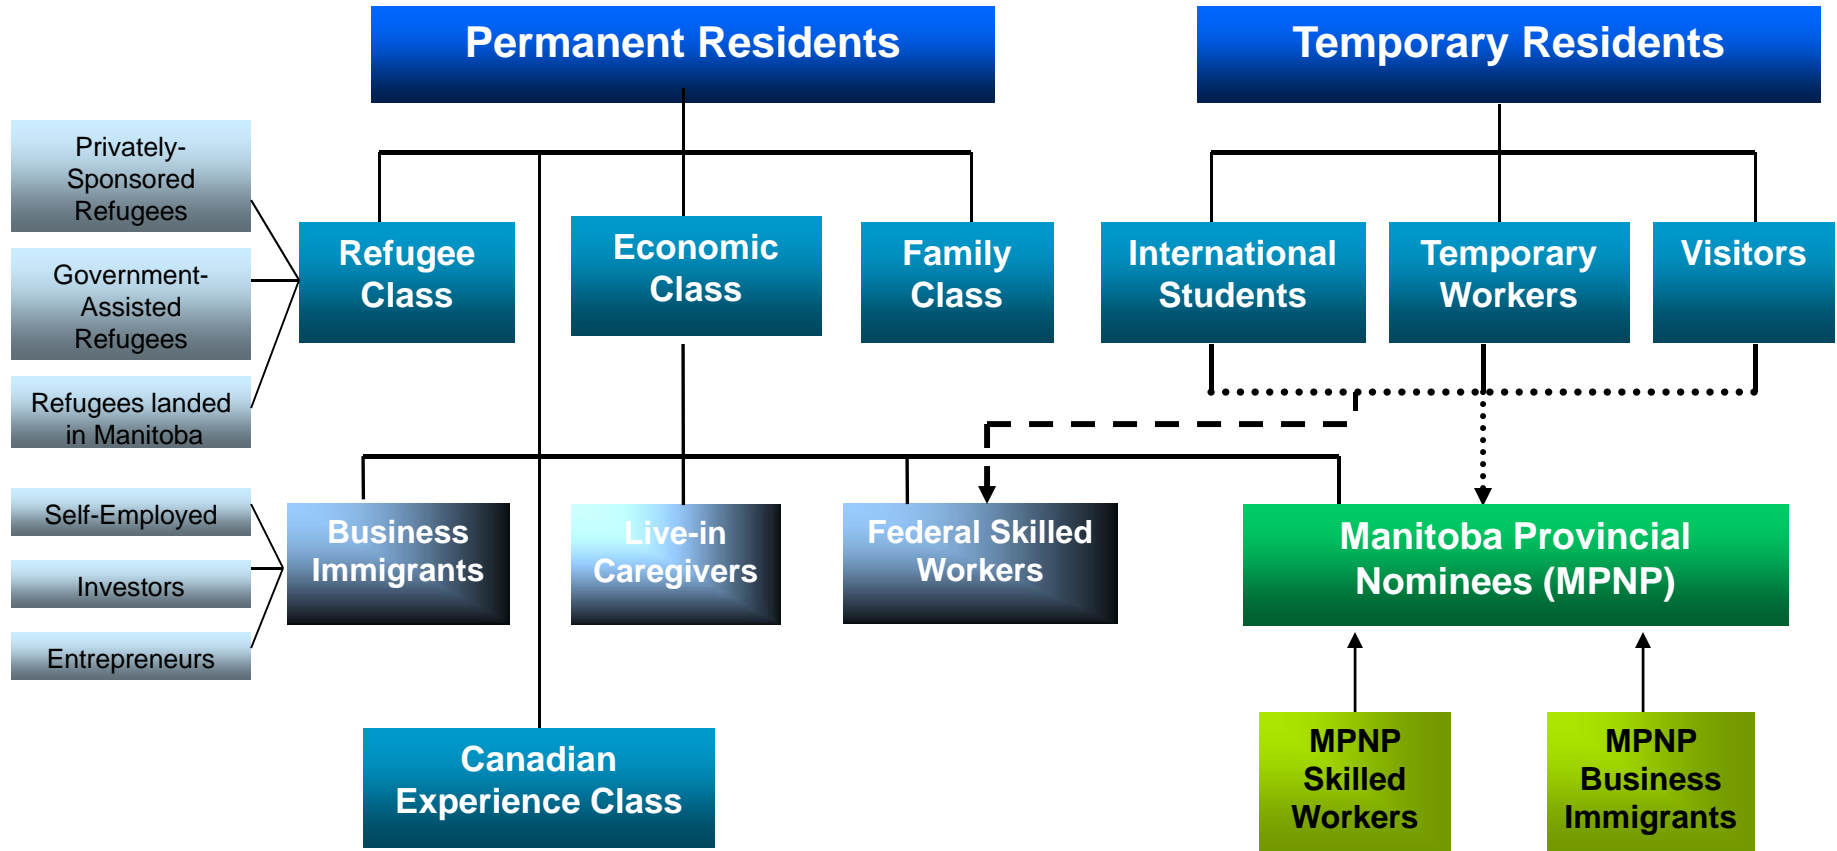 Permanent Residents
Temporary Residents
Privately-
Sponsored
Refugees
Government-
Assisted
Refugees
Refugees landed
in Manitoba
Refugee
Class
Economic
Class
Family
Class
International
Students
Temporary
Workers
Visitors
Self-Employed
Investors
Entrepreneurs
Business
Immigrants
Live-in
Caregivers
Federal Skilled
Workers
Manitoba Provincial
Nominees (MPNP)
Canadian
Experience Class
MPNP
Skilled
Workers
MPNP
Business
Immigrants